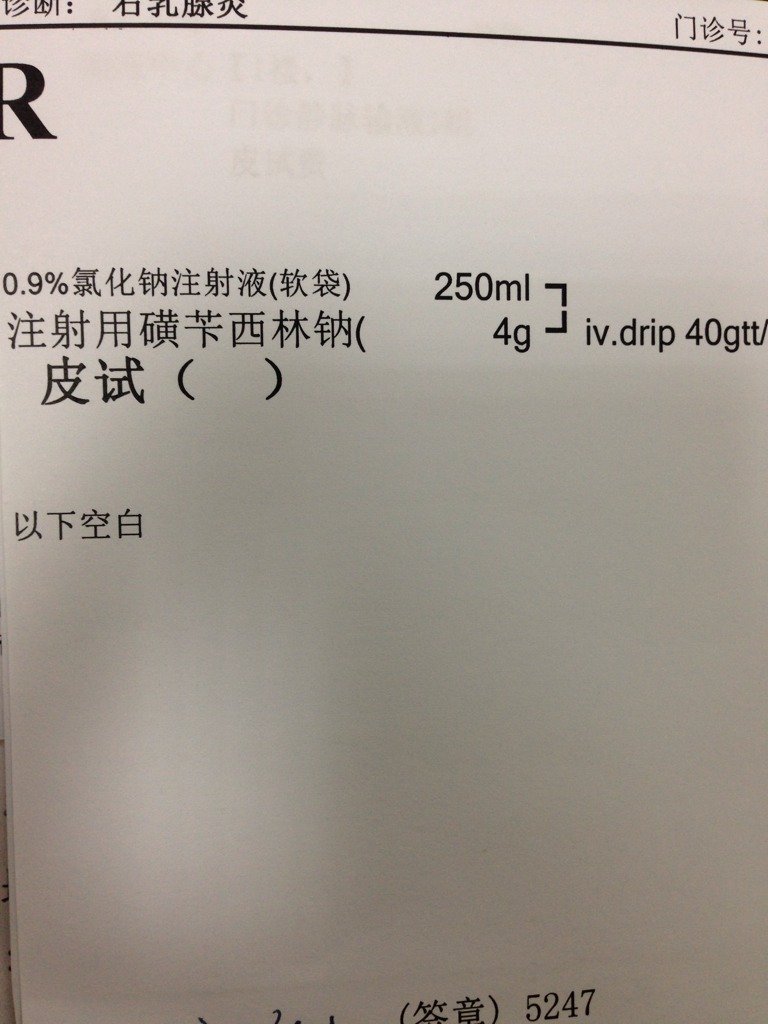 诊断: 右乳腺炎
门诊号:
R
0.9%氯化钠注射液(软袋) 250ml
注射用磺苄西林钠( 4g iv.drip 40gtt/
皮试( )
以下空白
(签章) 5247